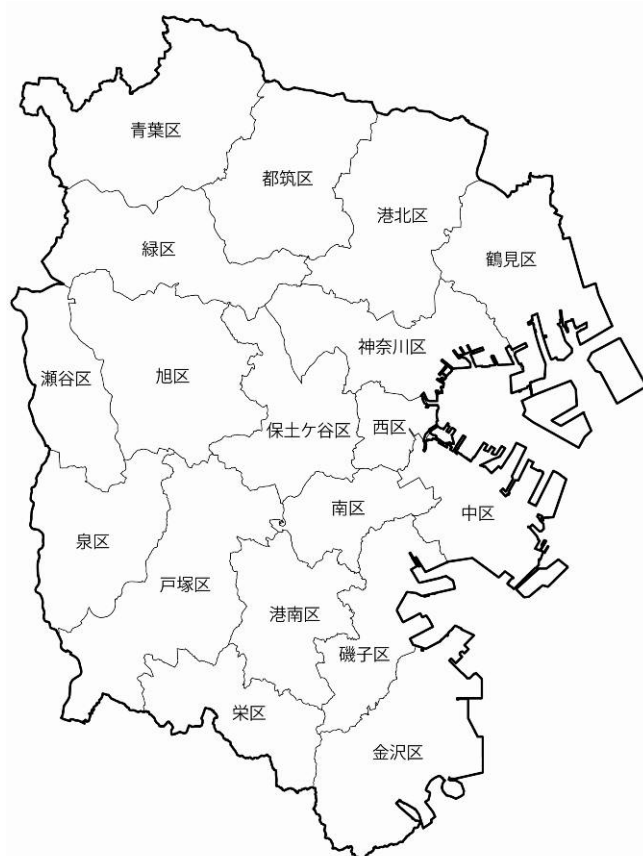 青葉区
都筑区
港北区
緑区
鶴見区
神奈川区
瀬谷区
旭区
保土ケ谷区
西区
南区
中区
泉区
戸塚区
港南区
磯子区
栄区
金沢区